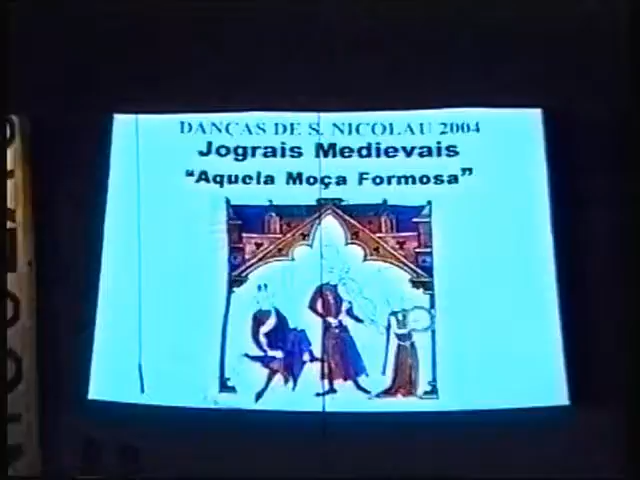 DANÇAS DE S. NICOLAU 2004
Jograis Medievais
“Aquela Moça Formosa”